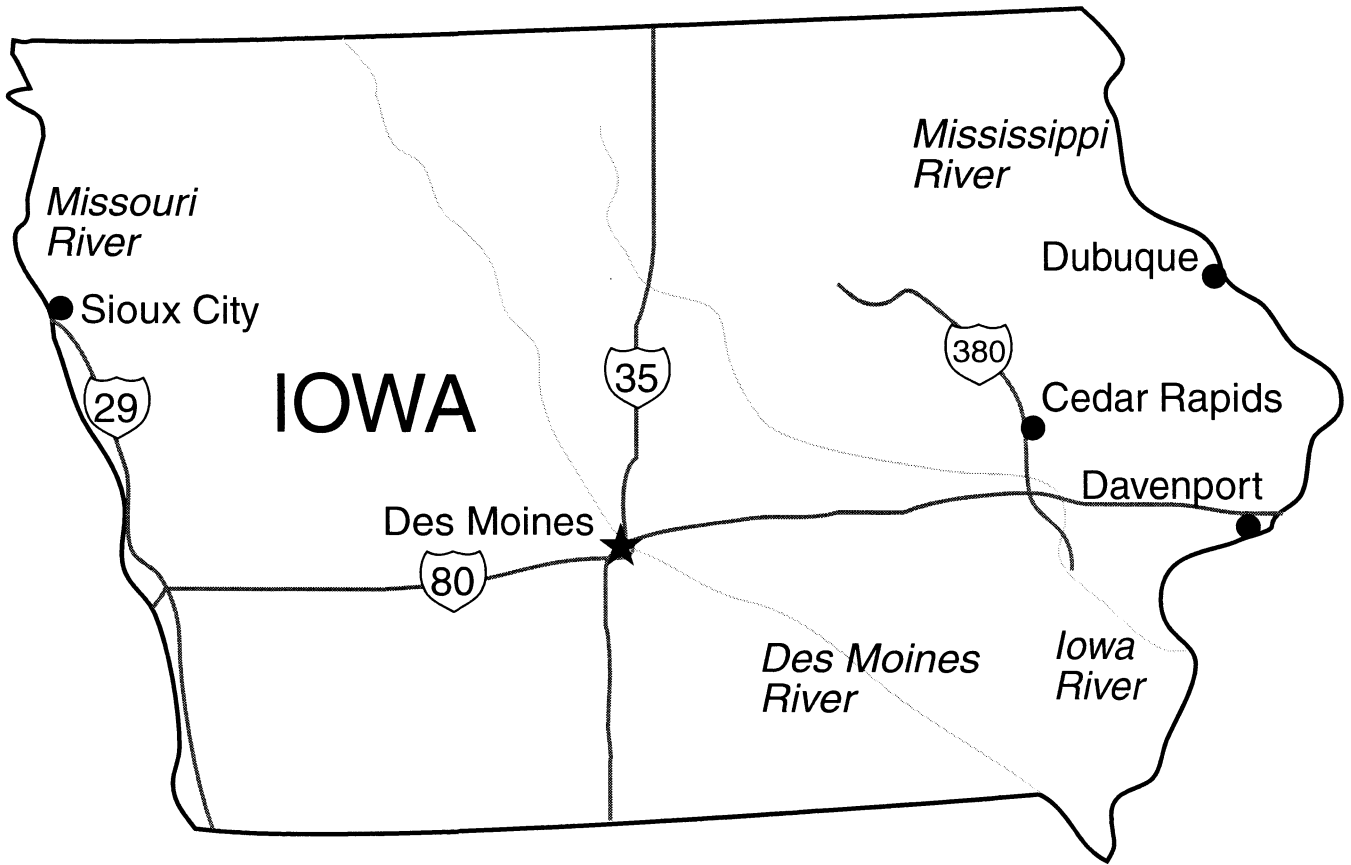 Mississippi
River
Missouri
River
Dubuque
Sioux City
380
35
29
IOWA
Cedar Rapids
Davenport
Des Moines
80
Des Moines
River
Iowa
River